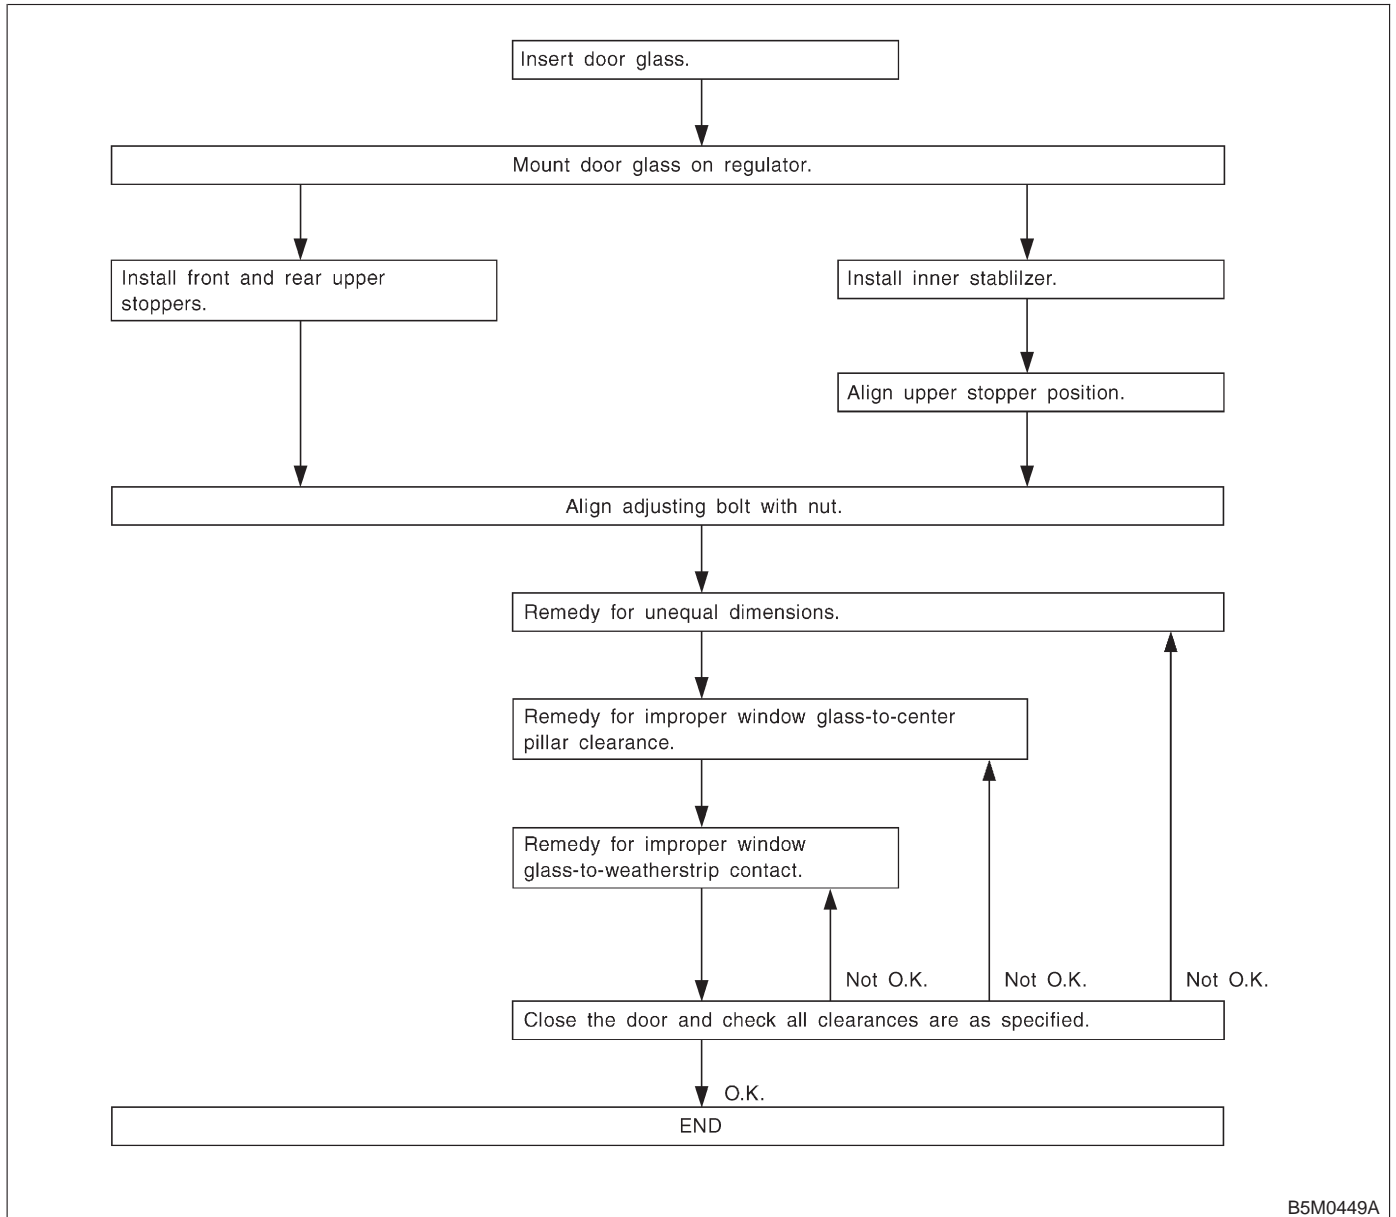 Insert door glass.
Mount door glass on regulator.
Install front and rear upper
stoppers.
Install inner stablilzer.
Align upper stopper position.
Align adjusting bolt with nut.
Remedy for unequal dimensions.
Remedy for improper window glass-to-center
pillar clearance.
Remedy for improper window
glass-to-weatherstrip contact.
Not O.K.
Not O.K.
Not O.K.
Close the door and check all clearances are as specified.
O.K.
END
B5M0449A